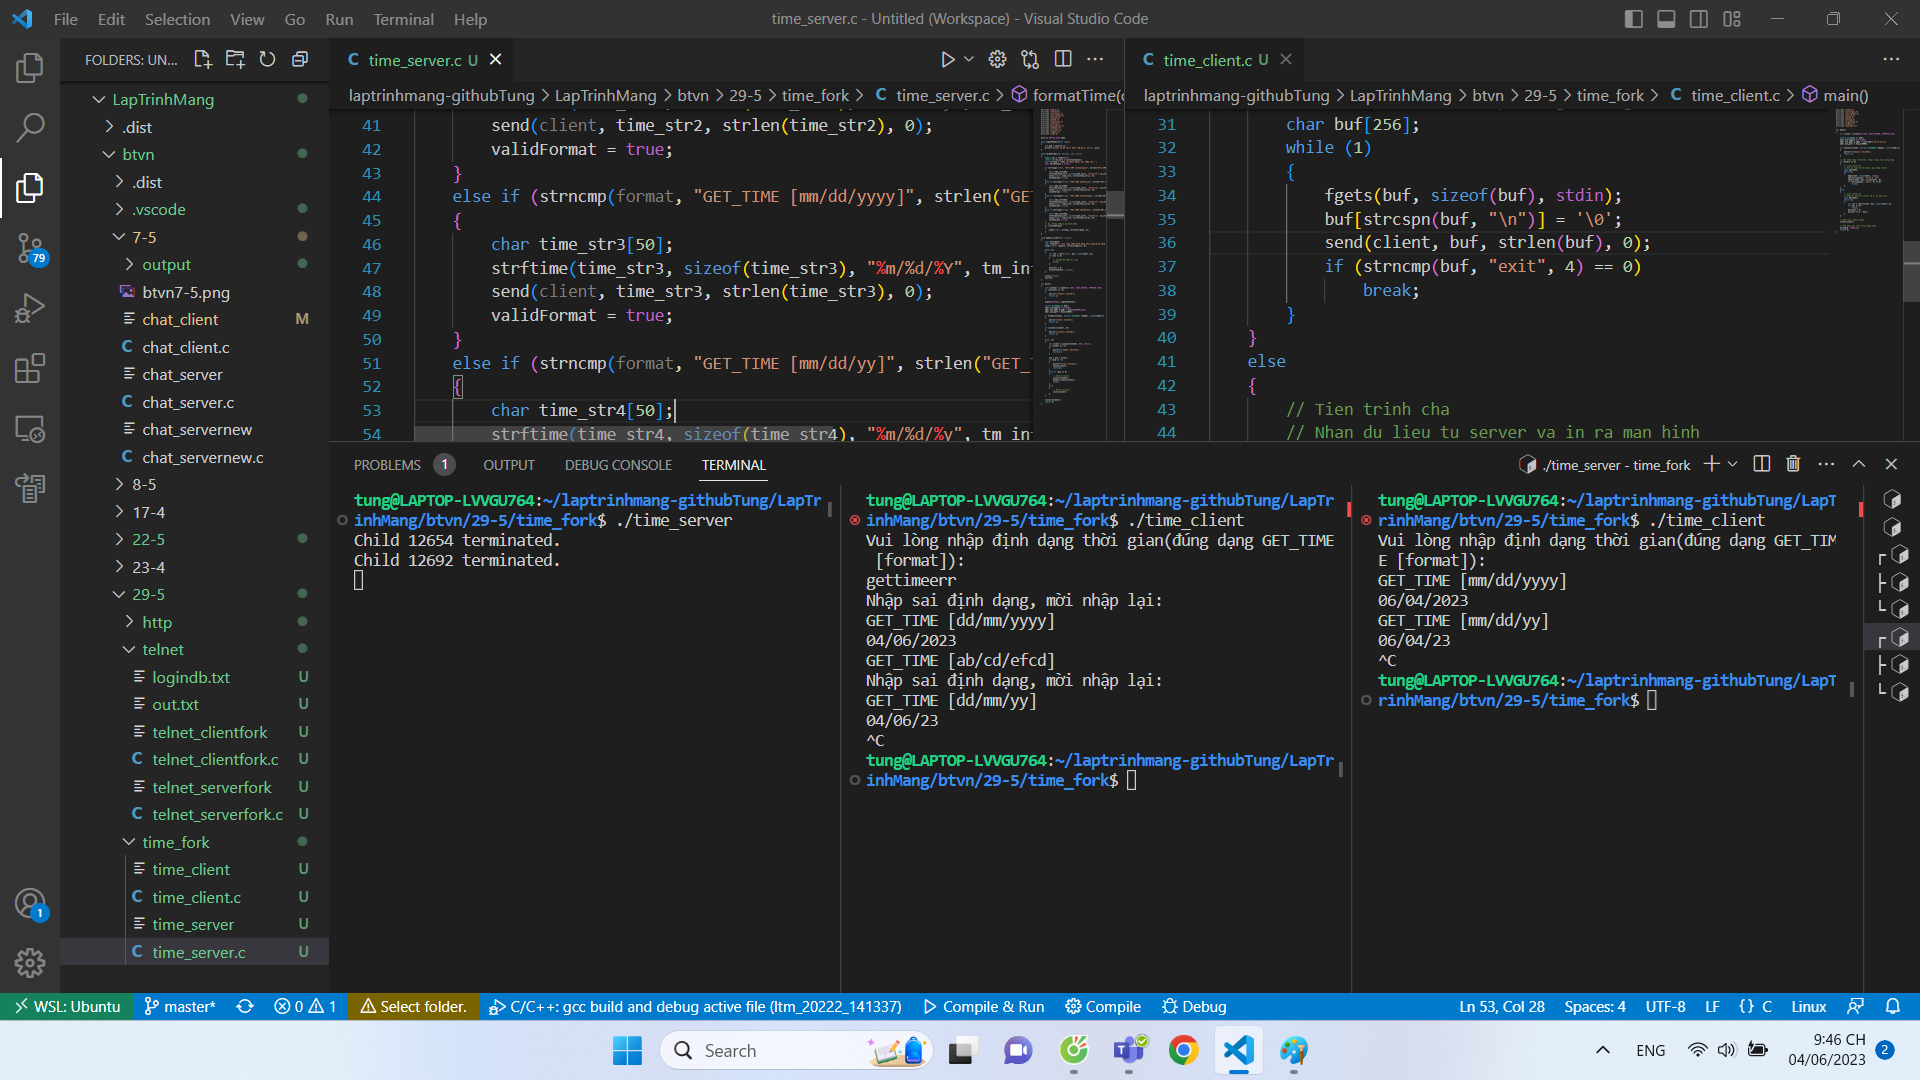 File Edit Selection View Go Run Terminal Help
time_server.c - Untitled (Workspace) - Visual Studio Code
FOLDERS: UN...
LapTrinhMang
.dist
btvn
.dist
.vscode
7-5
output
btvn7-5.png
chat_client M
chat_client.c
chat_server
chat_server.c
chat_servernew
chat_servernew.c
8-5
17-4
22-5
23-4
29-5
http
telnet
logindb.txt U
out.txt U
telnet_clientfork U
telnet_clientfork.c U
telnet_serverfork U
telnet_serverfork.c U
time_fork
time_client U
time_client.c U
time_server U
time_server.c U
79
1
C time_server.c U
laptrinhmang-githubTung > LapTrinhMang > btvn > 29-5 > time_fork > C time_server.c > formatTime(c
41 send(client, time_str2, strlen(time_str2), 0);
42 validFormat = true;
43 }
44 else if (strncmp(format, "GET_TIME [mm/dd/yyyy]", strlen("GE
45 {
46 char time_str3[50];
47 strftime(time_str3, sizeof(time_str3), "%m/%d/%Y", tm_in
48 send(client, time_str3, strlen(time_str3), 0);
49 validFormat = true;
50 }
51 else if (strncmp(format, "GET_TIME [mm/dd/yy]", strlen("GET_
52 {
53 char time_str4[50];
54 strftime(time_str4, sizeof(time_str4), "%m/%d/%y", tm_in
C time_client.c U
laptrinhmang-githubTung > LapTrinhMang > btvn > 29-5 > time_fork > C time_client.c > main()
31 char buf[256];
32 while (1)
33 {
34 fgets(buf, sizeof(buf), stdin);
35 buf[strcspn(buf, "\n")] = '\0';
36 send(client, buf, strlen(buf), 0);
37 if (strncmp(buf, "exit", 4) == 0)
38 break;
39 }
40 }
41 else
42 {
43 // Tien trinh cha
44 // Nhan du lieu tu server va in ra man hinh
PROBLEMS 1 OUTPUT DEBUG CONSOLE TERMINAL
./time_server - time_fork
tung@LAPTOP-LVVGU764:~/laptrinhmang-githubTung/LapTr
inhMang/btvn/29-5/time_fork$ ./time_server
Child 12654 terminated.
Child 12692 terminated.
tung@LAPTOP-LVVGU764:~/laptrinhmang-githubTung/LapTr
inhMang/btvn/29-5/time_fork$ ./time_client
Vui lòng nhập định dạng thời gian(đúng dạng GET_TIME
[format]):
gettimeerr
Nhập sai định dạng, mời nhập lại:
GET_TIME [dd/mm/yyyy]
04/06/2023
GET_TIME [ab/cd/efcd]
Nhập sai định dạng, mời nhập lại:
GET_TIME [dd/mm/yy]
04/06/23
^C
tung@LAPTOP-LVVGU764:~/laptrinhmang-githubTung/LapTr
inhMang/btvn/29-5/time_fork$
tung@LAPTOP-LVVGU764:~/laptrinhmang-githubTung/LapT
rinhMang/btvn/29-5/time_fork$ ./time_client
Vui lòng nhập định dạng thời gian(đúng dạng GET_TIM
E [format]):
GET_TIME [mm/dd/yyyy]
06/04/2023
GET_TIME [mm/dd/yy]
06/04/23
^C
tung@LAPTOP-LVVGU764:~/laptrinhmang-githubTung/LapT
rinhMang/btvn/29-5/time_fork$
WSL: Ubuntu master* 0 1 Select folder. C/C++: gcc build and debug active file (ltm_20222_141337) Compile & Run Compile Debug Ln 53, Col 28 Spaces: 4 UTF-8 LF {} C Linux
Search
ENG
9:46 CH
04/06/2023
2